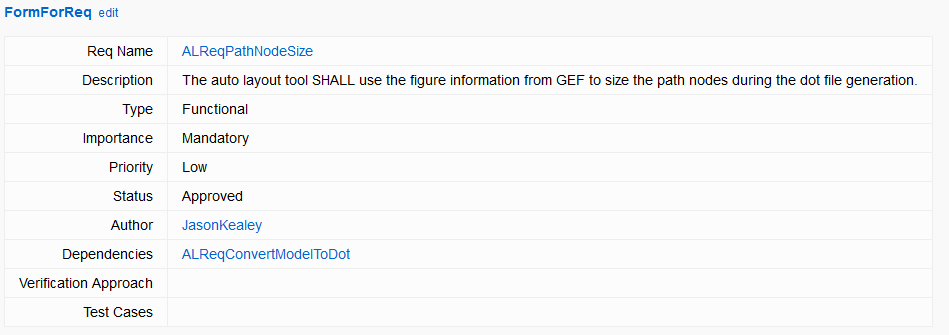 FormForReq edit
Req Name ALReqPathNodeSize
Description The auto layout tool SHALL use the figure information from GEF to size the path nodes during the dot file generation.
Type Functional
Importance Mandatory
Priority Low
Status Approved
Author JasonKealey
Dependencies ALReqConvertModelToDot
Verification Approach
Test Cases